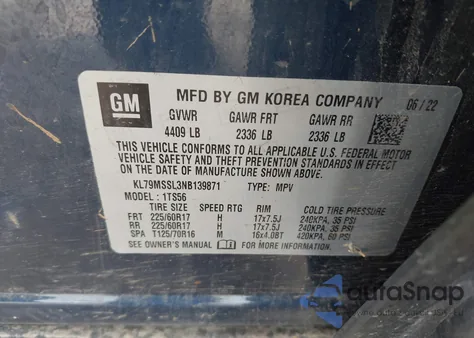 GM
MFD BY GM KOREA COMPANY 06/22
GVWR GAWR FRT GAWR RR
4409 LB 2336 LB 2336 LB
THIS VEHICLE CONFORMS TO ALL APPLICABLE U.S. FEDERAL MOTOR
VEHICLE SAFETY, BUMPER, AND THEFT PREVENTION STANDARDS IN EFFECT ON
THE DATE OF MANUFACTURE SHOWN ABOVE.
KL79MSSL3NB139871 TYPE: MPV
MODEL: 1TS56
TIRE SIZE SPEED RTG RIM COLD TIRE PRESSURE
FRT 225/60R17 H 17x7.5J 240KPA, 35 PSI
RR 225/60R17 H 17x7.5J 240KPA, 35 PSI
SPA T125/70R16 M 16x4.0BT 420KPA, 60 PSI
SEE OWNER'S MANUAL FOR MORE INFORMATION
autoSnap